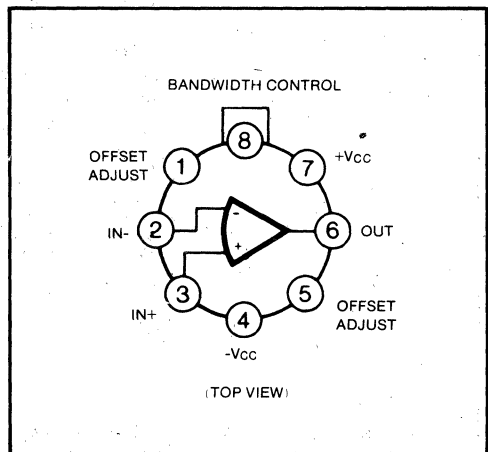 BANDWIDTH CONTROL
8
OFFSET
ADJUST
1
7
+Vcc
IN-
2
-
6
OUT
+
IN+
3
5
OFFSET
ADJUST
4
-Vcc
(TOP VIEW)